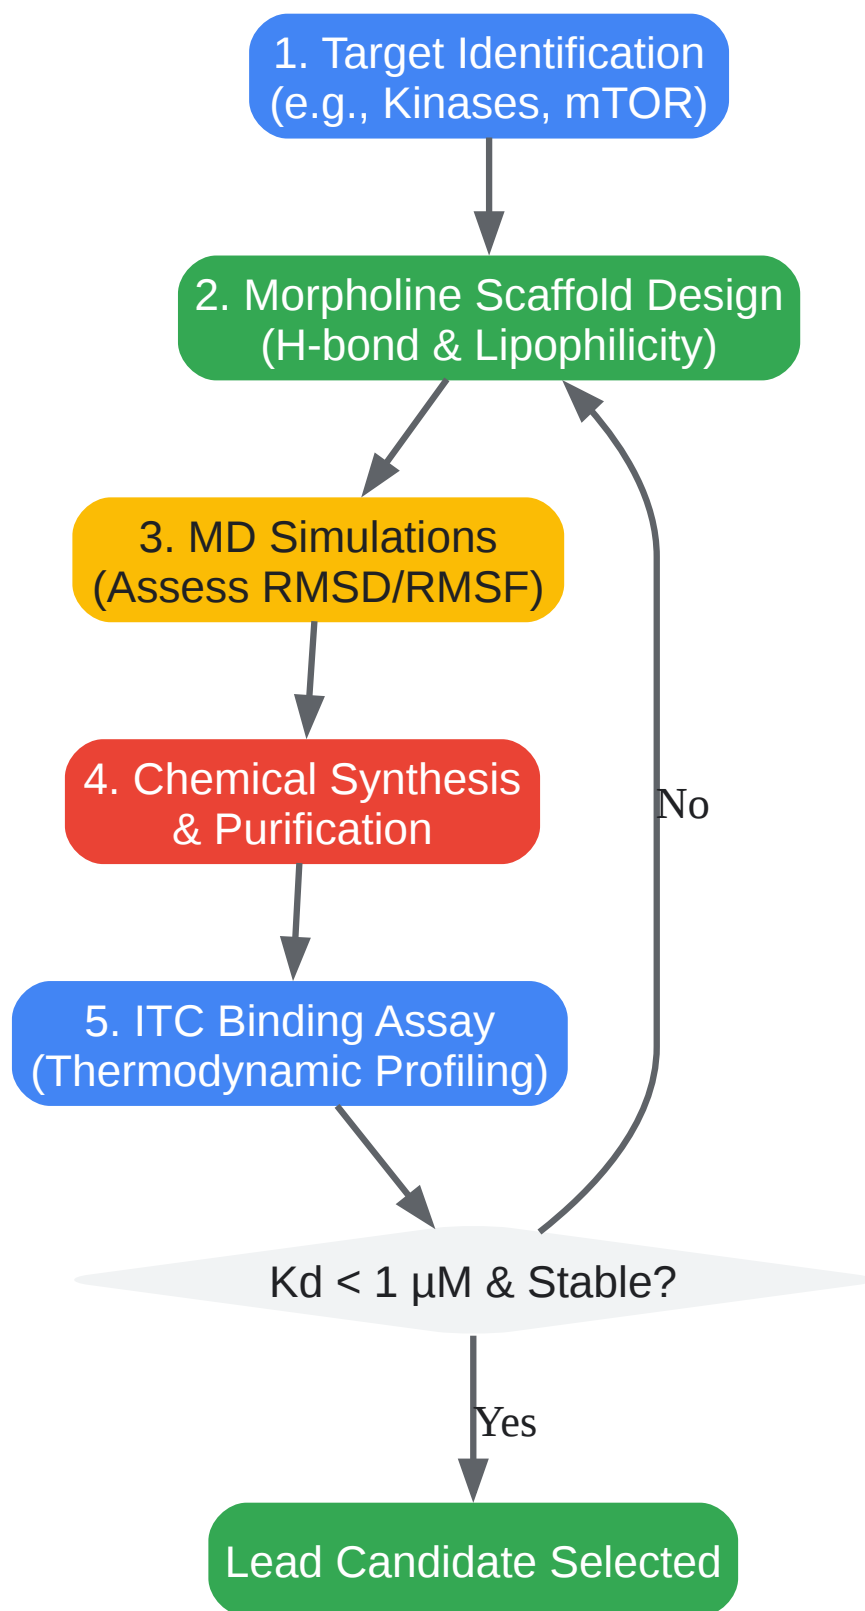 1. Target Identification
(e.g., Kinases, mTOR)
2. Morpholine Scaffold Design
(H-bond & Lipophilicity)
3. MD Simulations
(Assess RMSD/RMSF)
4. Chemical Synthesis
& Purification
No
5. ITC Binding Assay
(Thermodynamic Profiling)
Kd < 1 µM & Stable?
Yes
Lead Candidate Selected